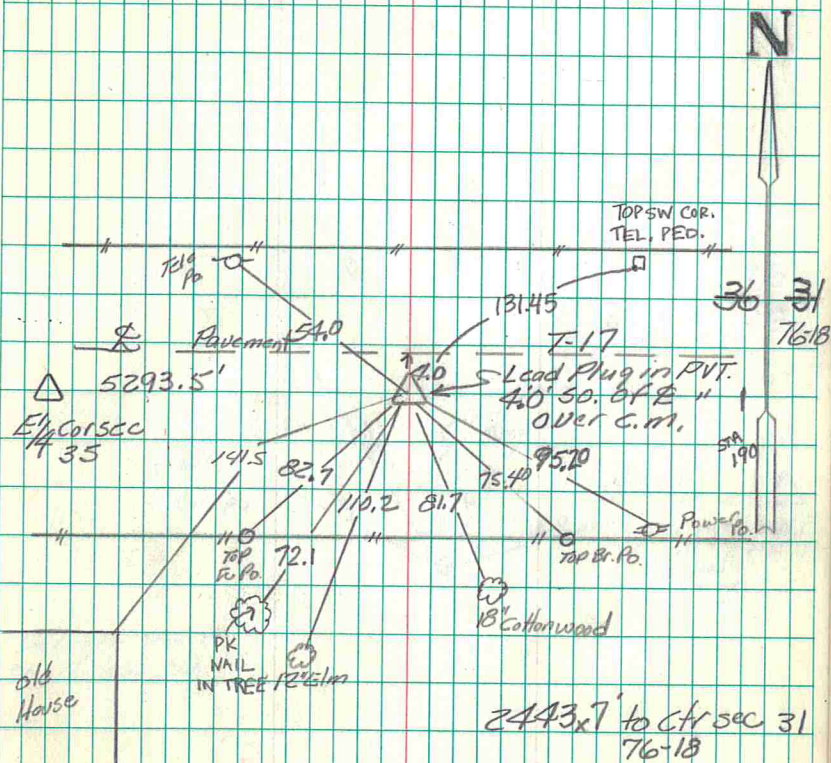 N
TOP SW COR.
TEL. PED.
Tele
Po
131.45
36 31
76-18
54.0
℄ Pavement
T-17
5293.5'
4.0
Lead Plug in PVT.
4.0' So. of ℄ "
over c.m.
E 1/4 Cor sec
35
STA
190
141.5
82.7
110.2
81.7
75.40
95.20
Power
Po.
Top
Fc Po.
72.1
Top Br. Po.
18" Cottonwood
PK
NAIL
IN TREE
12" Elm
old
House
2443.7' to Ctr sec 31
76-18